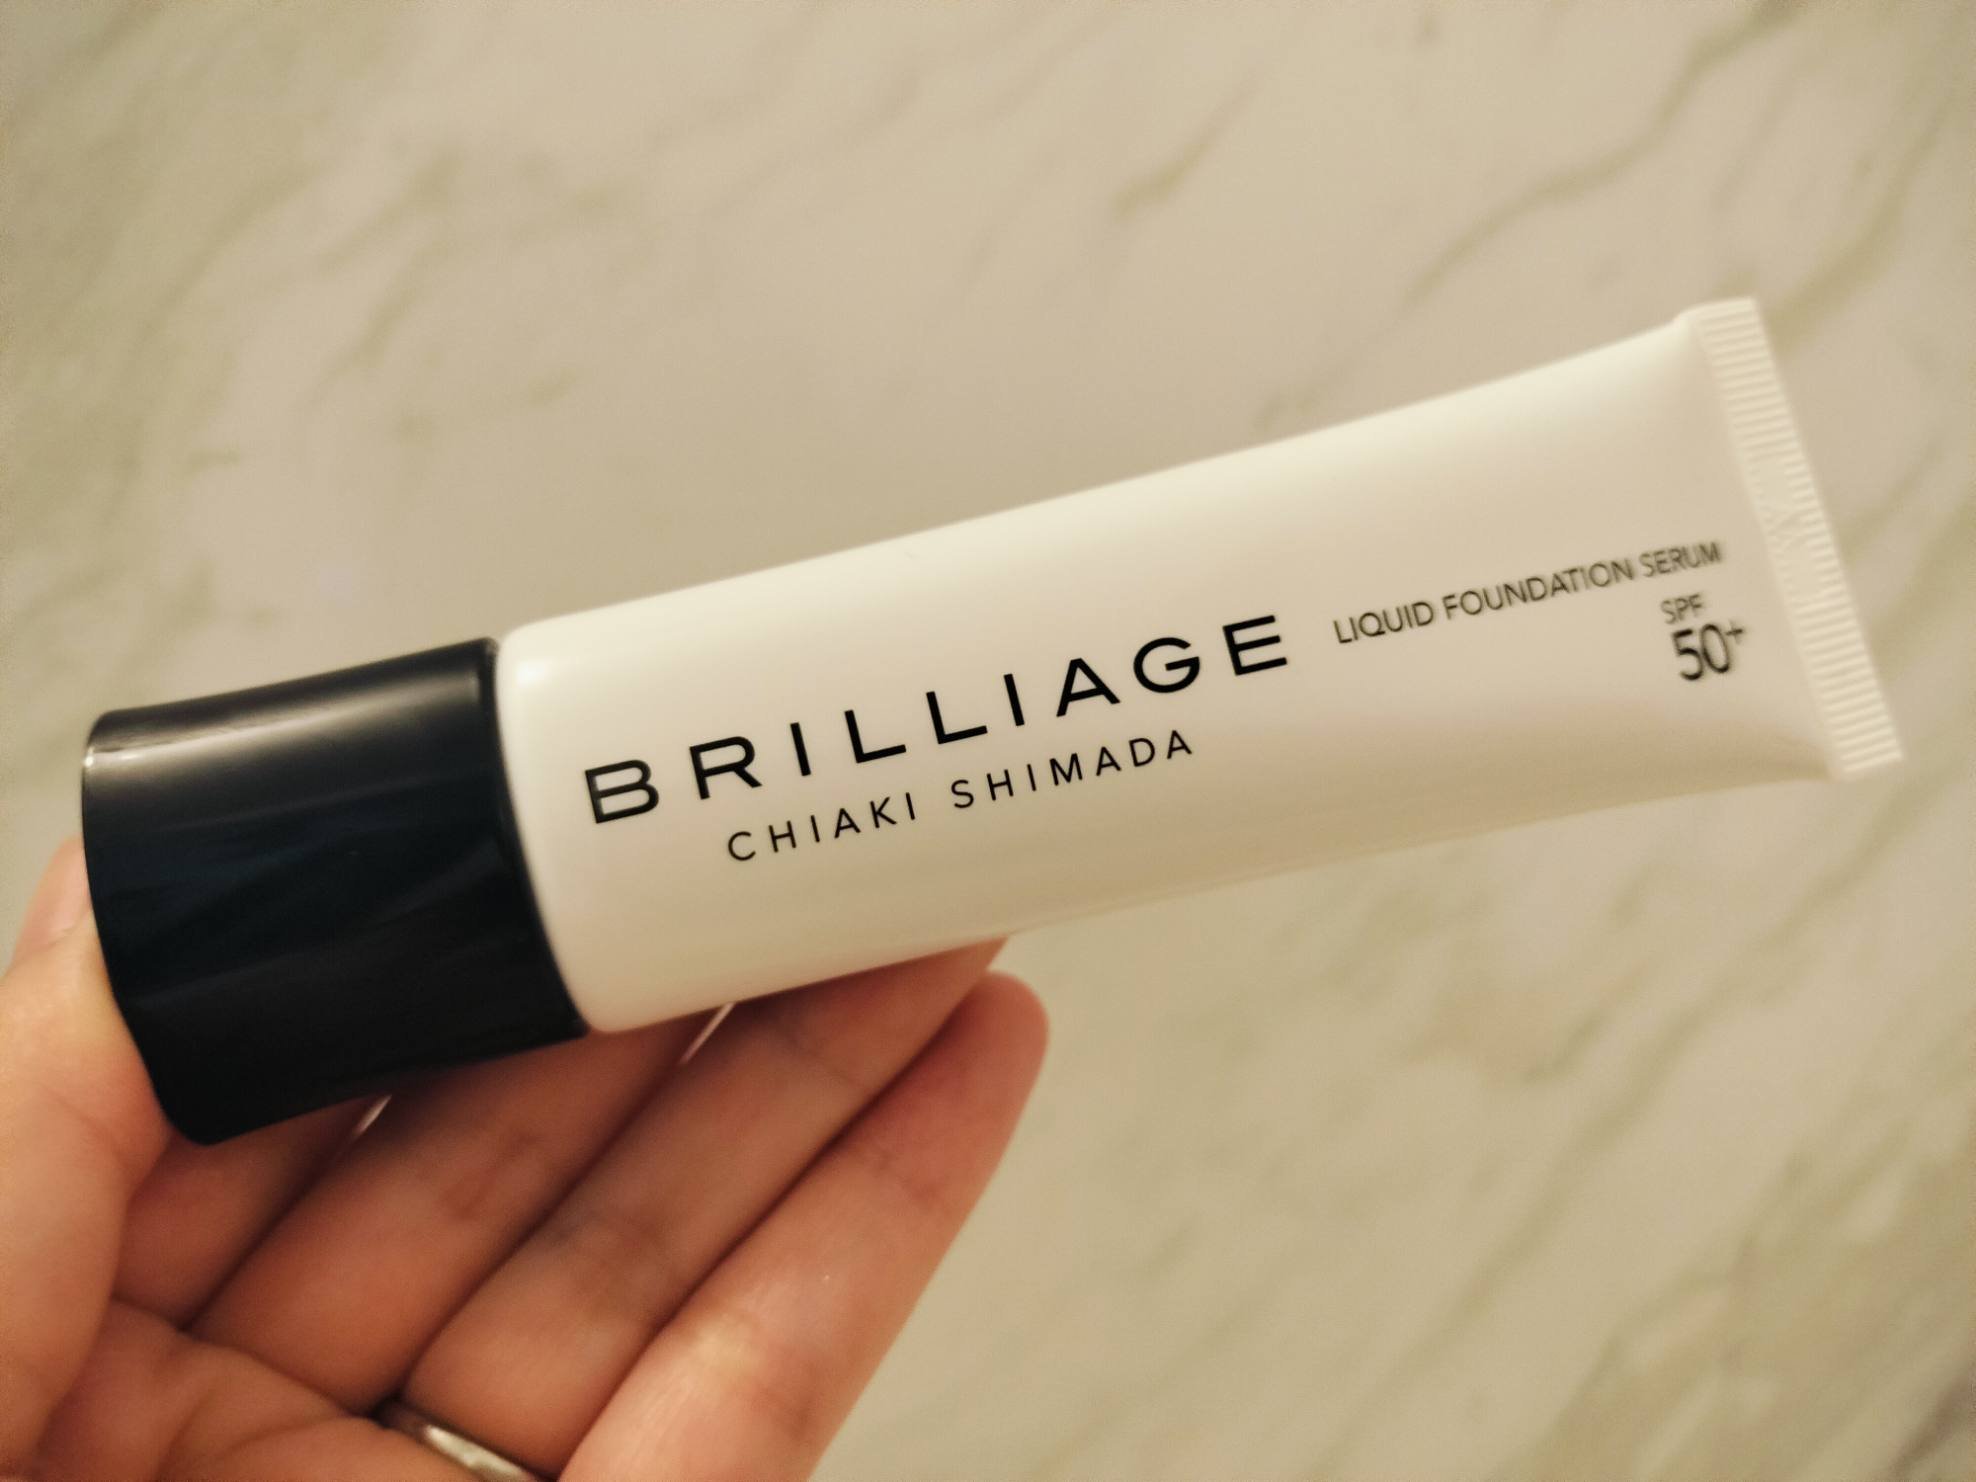 BRILLIAGE
CHIAKI SHIMADA
LIQUID FOUNDATION SERUM
SPF
50+